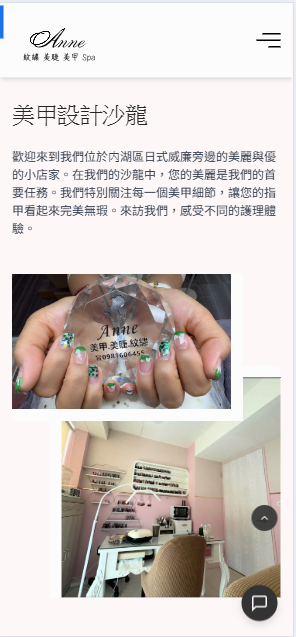 Anne
紋繡 美睫 美甲 Spa
美甲設計沙龍
歡迎來到我們位於内湖區日式威廉旁邊的美麗與優
的小店家。在我們的沙龍中，您的美麗是我們的首
要任務。我們特別關注每一個美甲細節，讓您的指
甲看起來完美無瑕。來訪我們，感受不同的護理體
驗。
Anne
美甲.美睫.紋繡